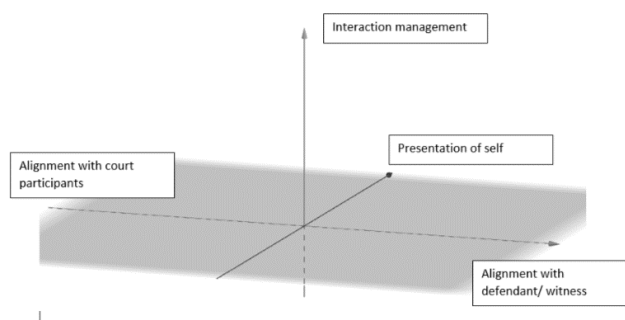 Interaction management
Presentation of self
Alignment with court
participants
Alignment with
defendant/ witness